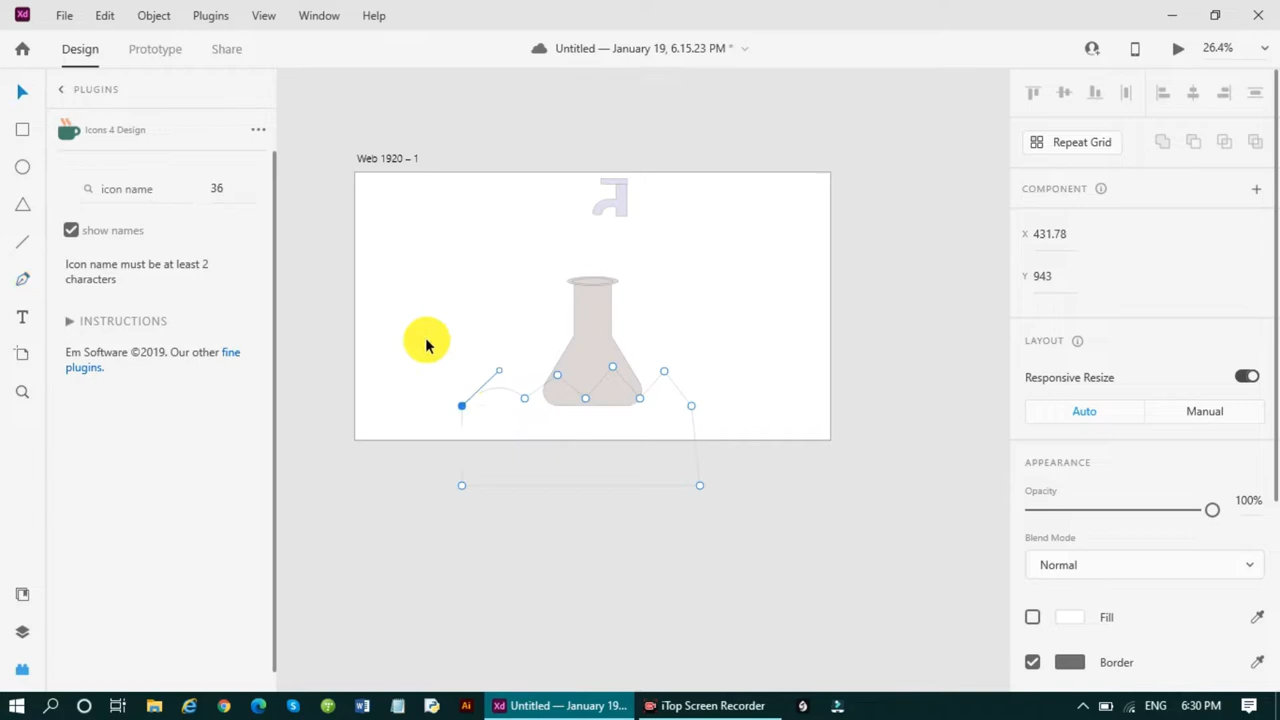 Xd File Edit Object Plugins View Window Help
Design Prototype Share Untitled — January 19, 6.15.23 PM * 26.4%
PLUGINS
Icons 4 Design
icon name 36
show names
Icon name must be at least 2
characters
INSTRUCTIONS
Em Software ©2019. Our other fine
plugins.
Web 1920 – 1
Repeat Grid
COMPONENT
X 431.78
Y 943
LAYOUT
Responsive Resize
Auto Manual
APPEARANCE
Opacity
100%
Blend Mode
Normal
Fill
Border
Xd Untitled — January 19... iTop Screen Recorder ENG 6:30 PM